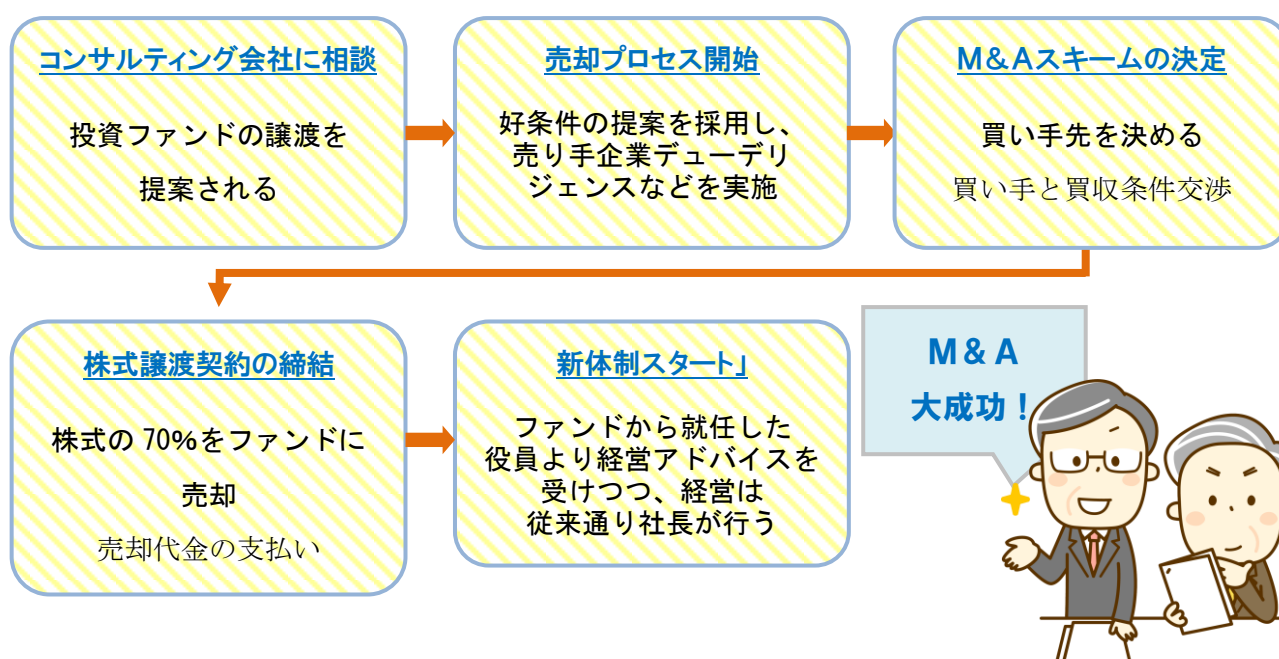 コンサルティング会社に相談
投資ファンドの譲渡を
提案される
売却プロセス開始
好条件の提案を採用し、
売り手企業デューデリ
ジェンスなどを実施
M&Aスキームの決定
買い手先を決める
買い手と買収条件交渉
株式譲渡契約の締結
株式の 70%をファンドに
売却
売却代金の支払い
新体制スタート」
ファンドから就任した
役員より経営アドバイスを
受けつつ、経営は
従来通り社長が行う
M& A
大成功！